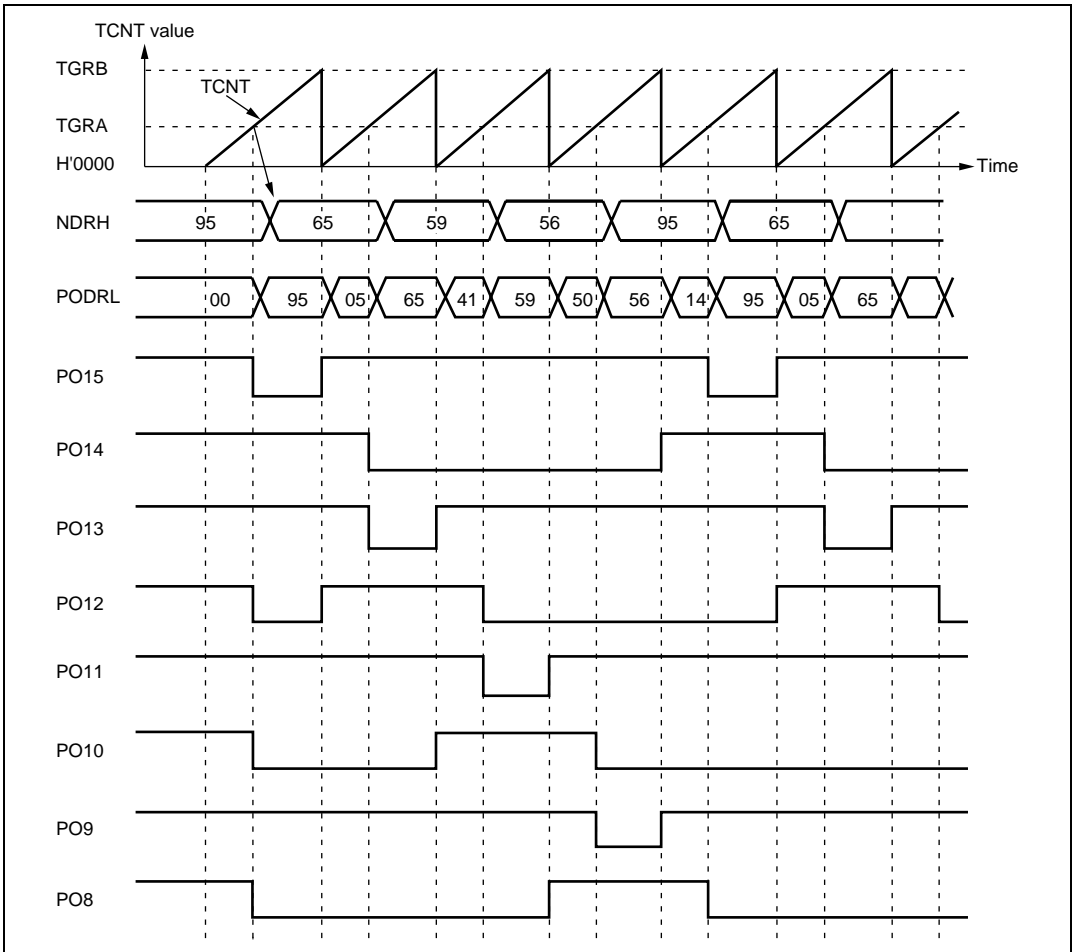 TCNT value
TGRB
TCNT
TGRA
H'0000
Time
NDRH 95 65 59 56 95 65
PODRL 00 95 05 65 41 59 50 56 14 95 05 65
PO15
PO14
PO13
PO12
PO11
PO10
PO9
PO8